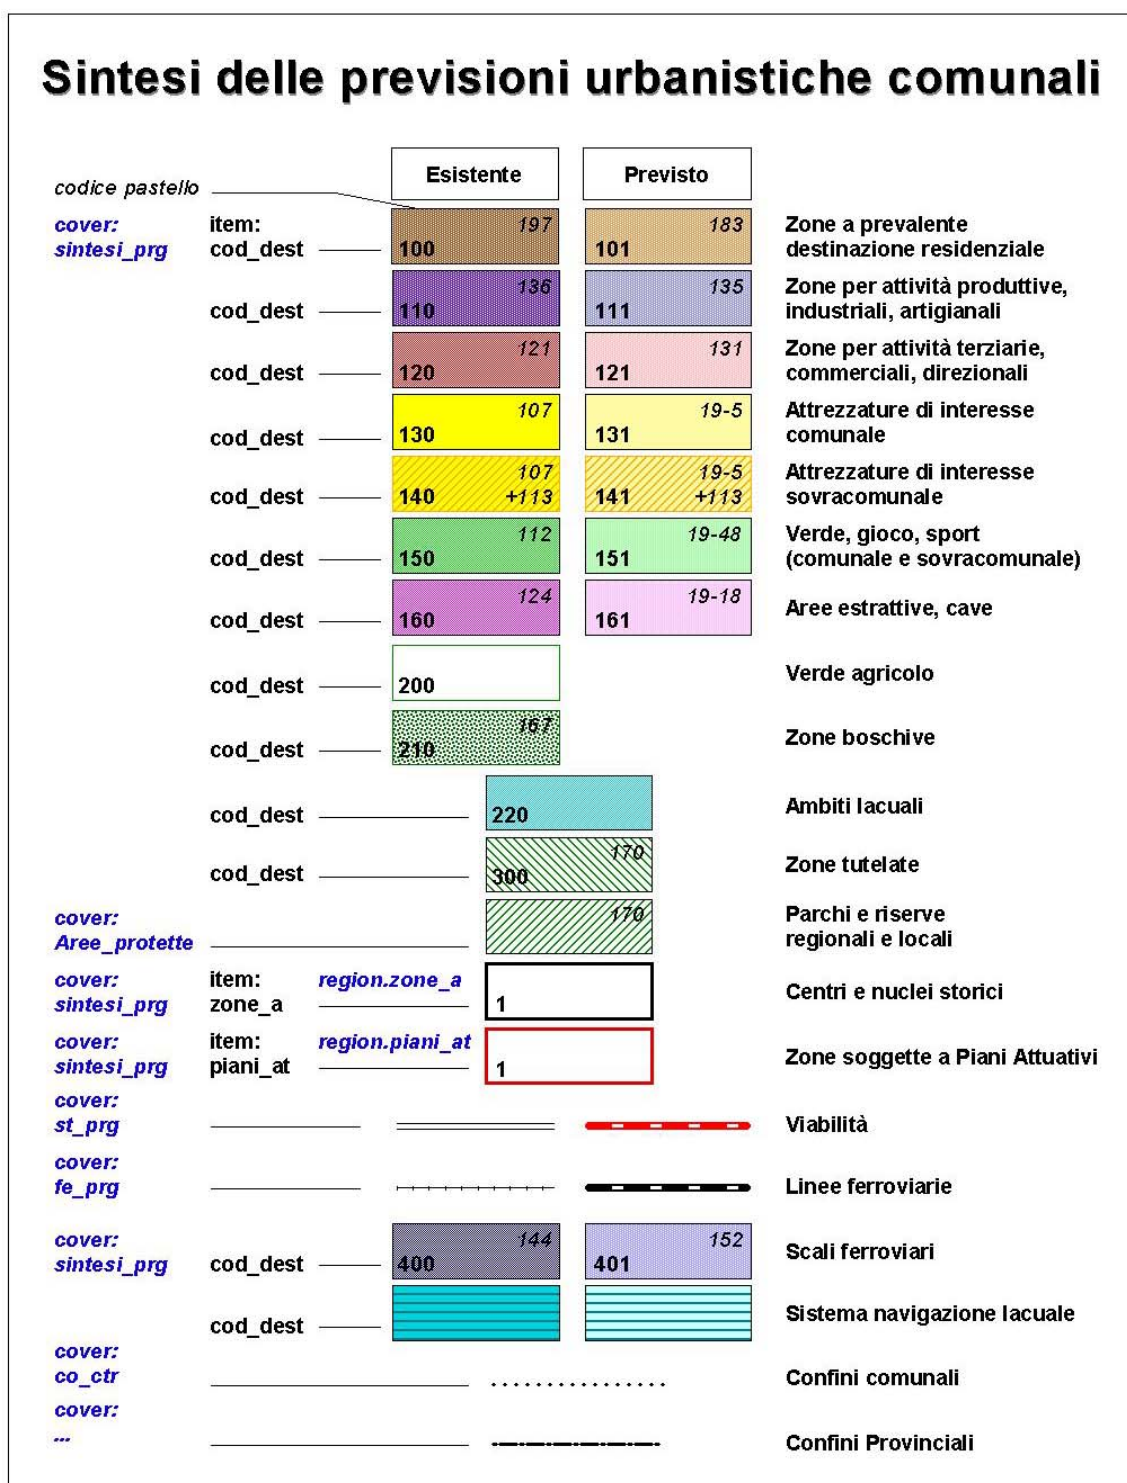 Sintesi delle previsioni urbanistiche comunali
Esistente Previsto
codice pastello
cover: item: 197 183 Zone a prevalente
sintesi_prg cod_dest 100 101 destinazione residenziale
136 135 Zone per attività produttive,
cod_dest 110 111 industriali, artigianali
121 131 Zone per attività terziarie,
cod_dest 120 121 commerciali, direzionali
107 19-5 Attrezzature di interesse
cod_dest 130 131 comunale
107 19-5 Attrezzature di interesse
cod_dest 140 +113 141 +113 sovracomunale
112 19-48 Verde, gioco, sport
cod_dest 150 151 (comunale e sovracomunale)
124 19-18 Aree estrattive, cave
cod_dest 160 161
Verde agricolo
cod_dest 200
167 Zone boschive
cod_dest 210
cod_dest 220 Ambiti lacuali
170 Zone tutelate
cod_dest 300
cover: 170 Parchi e riserve
Aree_protette regionali e locali
cover: item: region.zone_a Centri e nuclei storici
sintesi_prg zone_a 1
cover: item: region.piani_at Zone soggette a Piani Attuativi
sintesi_prg piani_at 1
cover:
st_prg Viabilità
cover:
fe_prg Linee ferroviarie
cover: 144 152 Scali ferroviari
sintesi_prg cod_dest 400 401
Sistema navigazione lacuale
cod_dest
cover:
co_ctr Confini comunali
cover:
... Confini Provinciali